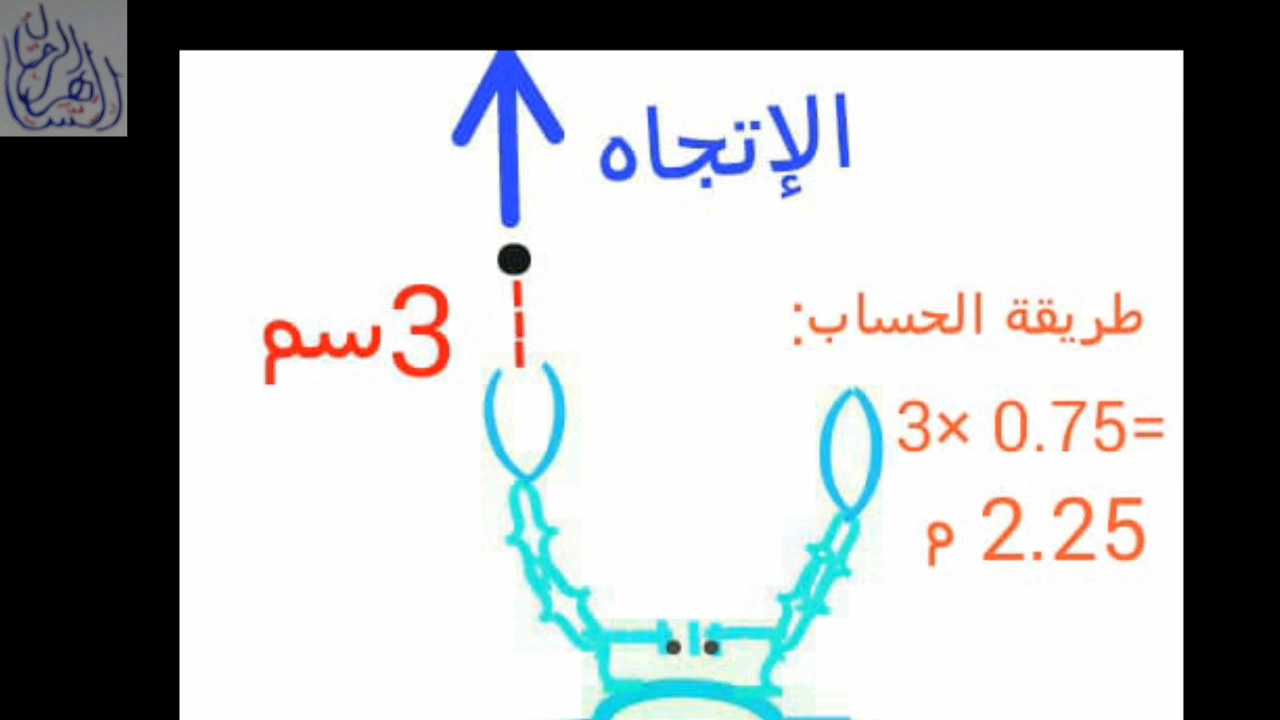 الإتجاه
3سم
طريقة الحساب:
3× 0.75=
2.25 م